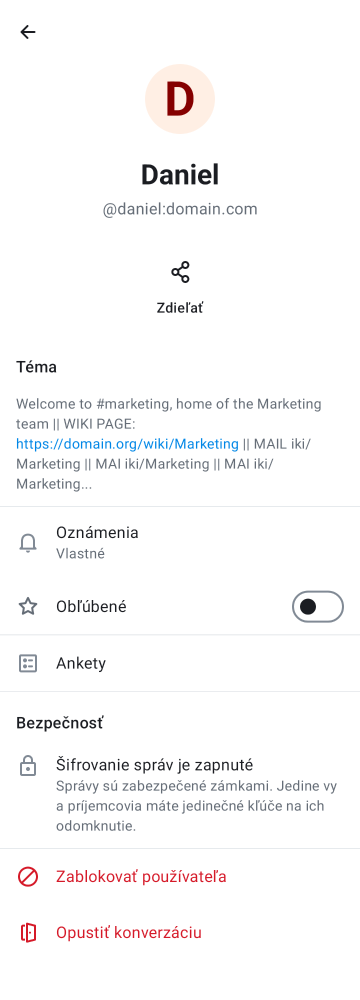 D
Daniel
@daniel:domain.com
Zdieľať
Téma
Welcome to #marketing, home of the Marketing
team || WIKI PAGE:
https://domain.org/wiki/Marketing || MAIL iki/
Marketing || MAI iki/Marketing || MAI iki/
Marketing...
Oznámenia
Vlastné
Obľúbené
Ankety
Bezpečnosť
Šifrovanie správ je zapnuté
Správy sú zabezpečené zámkami. Jedine vy
a príjemcovia máte jedinečné kľúče na ich
odomknutie.
Zablokovať používateľa
Opustiť konverzáciu